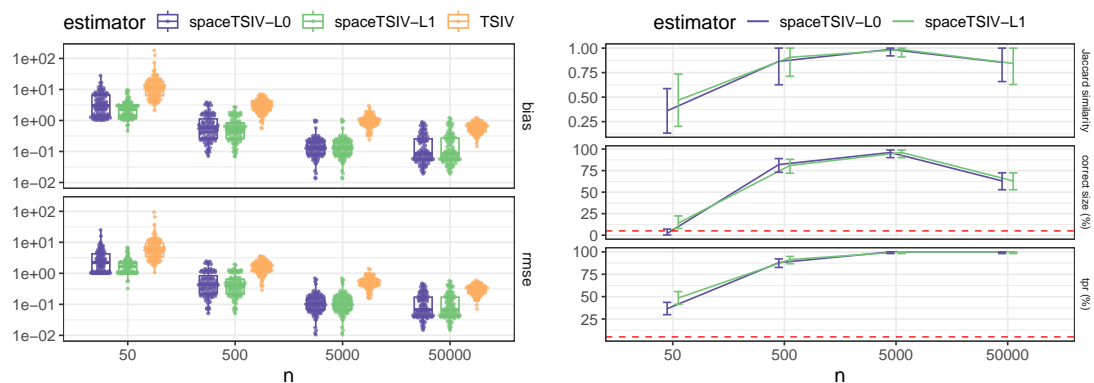 estimator spaceTSIV−L0 spaceTSIV−L1 TSIV
1e+02
1e+01
1e+00
1e−01
1e−02
bias
1e+02
1e+01
1e+00
1e−01
1e−02
rmse
50 500 5000 50000
n
estimator spaceTSIV−L0 spaceTSIV−L1
1.00
0.75
0.50
0.25
Jaccard similarity
100
75
50
25
0
correct size (%)
100
75
50
25
tpr (%)
50 500 5000 50000
n